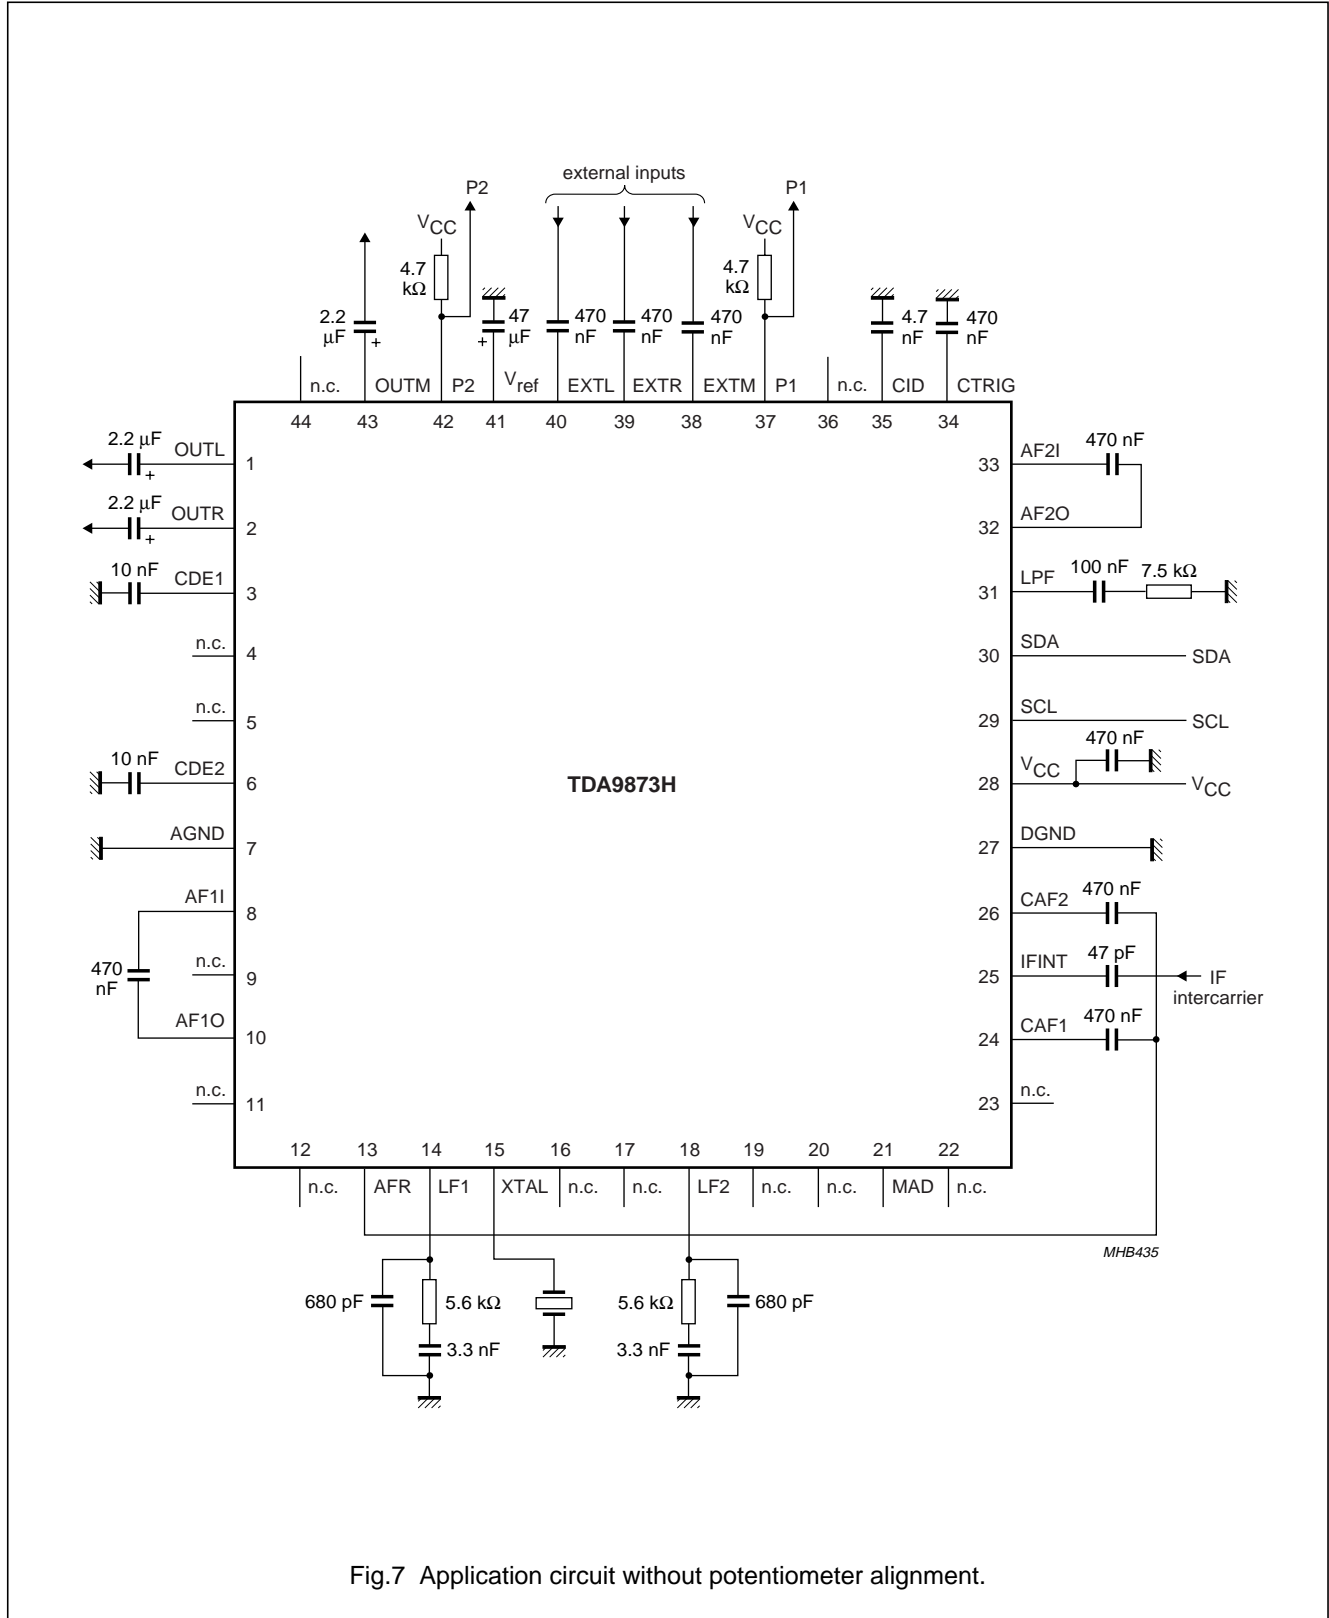 external inputs
P2
P1
VCC
VCC
4.7
kΩ
4.7
kΩ
2.2
µF
+
47
µF
+
470
nF
470
nF
470
nF
4.7
nF
470
nF
n.c.
OUTM
P2
Vref
EXTL
EXTR
EXTM
P1
n.c.
CID
CTRIG
44
43
42
41
40
39
38
37
36
35
34
2.2 µF
+
OUTL
1
2.2 µF
+
OUTR
2
10 nF
CDE1
3
n.c.
4
n.c.
5
10 nF
CDE2
6
AGND
7
AF1I
8
470
nF
n.c.
9
AF1O
10
n.c.
11
TDA9873H
33
AF2I
470 nF
32
AF2O
31
LPF
100 nF
7.5 kΩ
30
SDA
SDA
29
SCL
SCL
470 nF
28
VCC
VCC
27
DGND
26
CAF2
470 nF
25
IFINT
47 pF
IF
intercarrier
24
CAF1
470 nF
23
n.c.
12
13
14
15
16
17
18
19
20
21
22
n.c.
AFR
LF1
XTAL
n.c.
n.c.
LF2
n.c.
n.c.
MAD
n.c.
MHB435
680 pF
5.6 kΩ
3.3 nF
5.6 kΩ
680 pF
3.3 nF
Fig.7 Application circuit without potentiometer alignment.